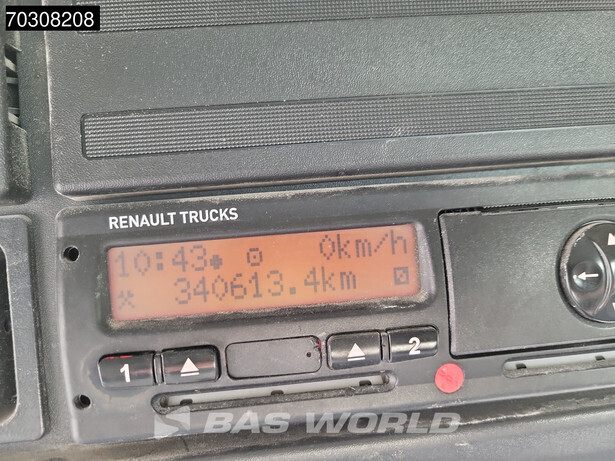 70308208
RENAULT TRUCKS
10:43 0km/h
340613.4km
1 2
BAS WORLD